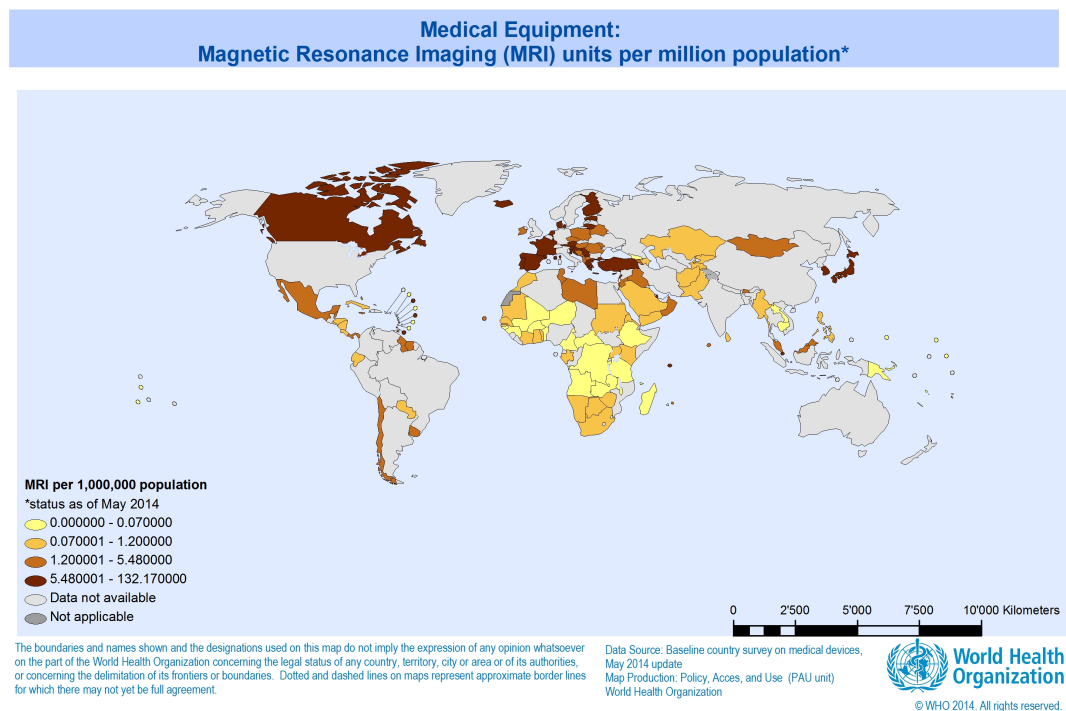 Medical Equipment:
Magnetic Resonance Imaging (MRI) units per million population*
MRI per 1,000,000 population
*status as of May 2014
0.000000 - 0.070000
0.070001 - 1.200000
1.200001 - 5.480000
5.480001 - 132.170000
Data not available
Not applicable
0 2'500 5'000 7'500 10'000 Kilometers
The boundaries and names shown and the designations used on this map do not imply the expression of any opinion whatsoever
on the part of the World Health Organization concerning the legal status of any country, territory, city or area or of its authorities,
or concerning the delimitation of its frontiers or boundaries. Dotted and dashed lines on maps represent approximate border lines
for which there may not yet be full agreement.
Data Source: Baseline country survey on medical devices,
May 2014 update
Map Production: Policy, Acces, and Use (PAU unit)
World Health Organization
World Health
Organization
© WHO 2014. All rights reserved.